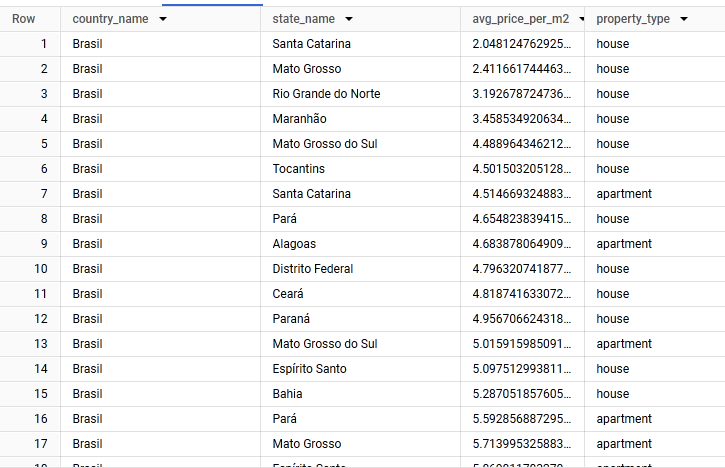 Row country_name state_name avg_price_per_m2 property_type
1 Brasil Santa Catarina 2.048124762925... house
2 Brasil Mato Grosso 2.411661744463... house
3 Brasil Rio Grande do Norte 3.192678724736... house
4 Brasil Maranhão 3.458534920634... house
5 Brasil Mato Grosso do Sul 4.488964346212... house
6 Brasil Tocantins 4.501503205128... house
7 Brasil Santa Catarina 4.514669324883... apartment
8 Brasil Pará 4.654823839415... house
9 Brasil Alagoas 4.683878064909... apartment
10 Brasil Distrito Federal 4.796320741877... house
11 Brasil Ceará 4.818741633072... house
12 Brasil Paraná 4.956706624318... house
13 Brasil Mato Grosso do Sul 5.015915985091... apartment
14 Brasil Espírito Santo 5.097512993811... house
15 Brasil Bahia 5.287051857605... house
16 Brasil Pará 5.592856887295... apartment
17 Brasil Mato Grosso 5.713995325883... apartment